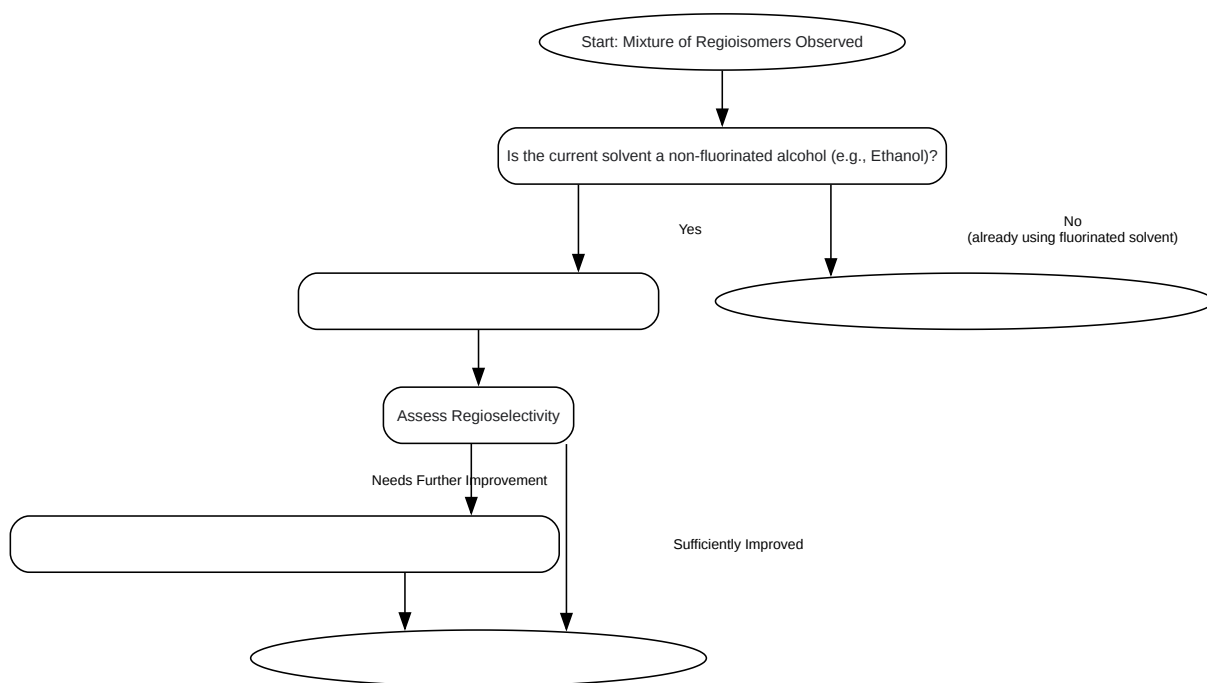 Start: Mixture of Regioisomers Observed
Is the current solvent a non-fluorinated alcohol (e.g., Ethanol)?
Yes
No
(already using fluorinated solvent)
Assess Regioselectivity
Needs Further Improvement
Sufficiently Improved